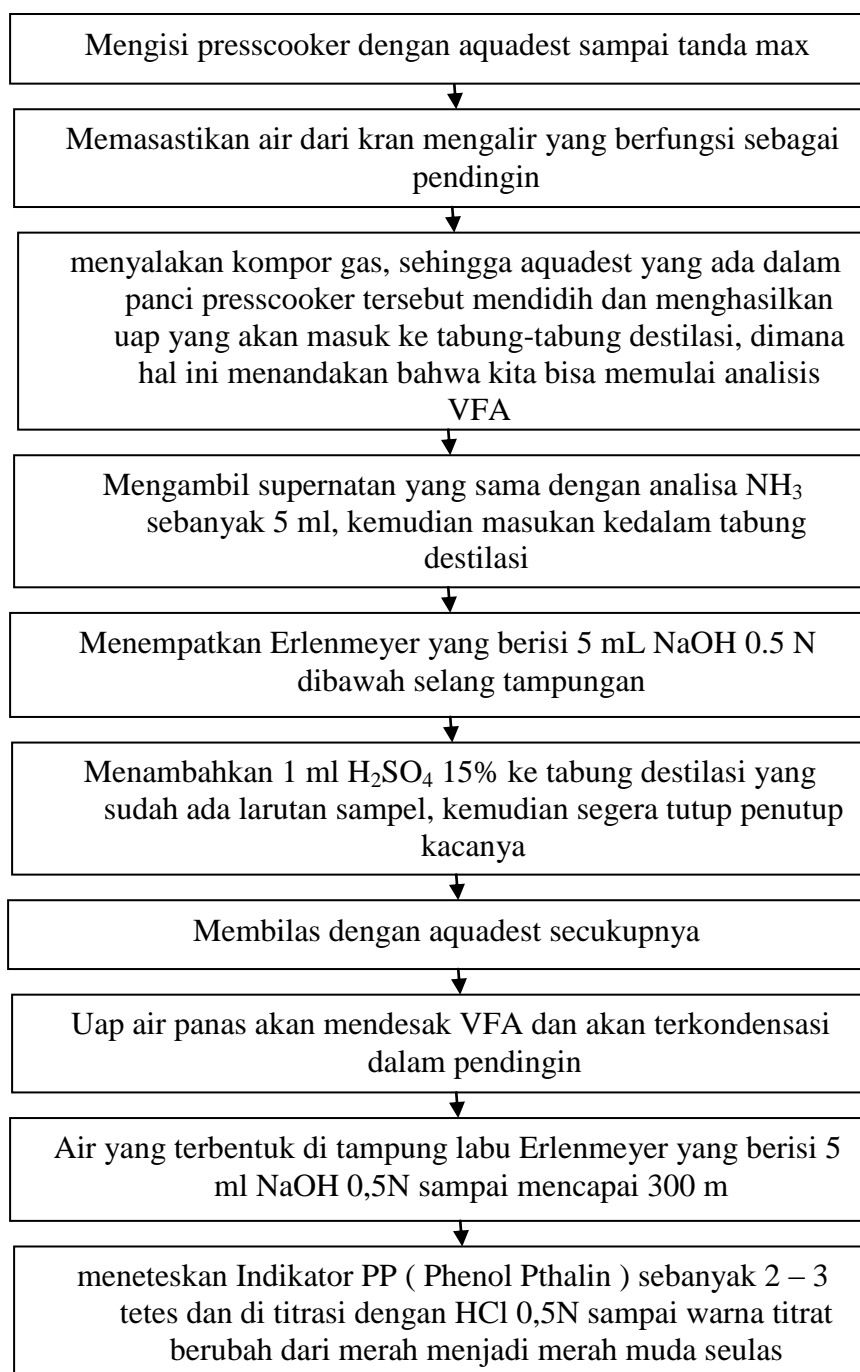 Mengisi presscooker dengan aquadest sampai tanda max
Memasastikan air dari kran mengalir yang berfungsi sebagai
pendingin
menyalakan kompor gas, sehingga aquadest yang ada dalam
panci presscooker tersebut mendidih dan menghasilkan
uap yang akan masuk ke tabung-tabung destilasi, dimana
hal ini menandakan bahwa kita bisa memulai analisis
VFA
Mengambil supernatan yang sama dengan analisa NH₃
sebanyak 5 ml, kemudian masukan kedalam tabung
destilasi
Menempatkan Erlenmeyer yang berisi 5 mL NaOH 0.5 N
dibawah selang tampungan
Menambahkan 1 ml H₂SO₄ 15% ke tabung destilasi yang
sudah ada larutan sampel, kemudian segera tutup penutup
kacanya
Membilas dengan aquadest secukupnya
Uap air panas akan mendesak VFA dan akan terkondensasi
dalam pendingin
Air yang terbentuk di tampung labu Erlenmeyer yang berisi 5
ml NaOH 0,5N sampai mencapai 300 m
meneteskan Indikator PP ( Phenol Pthalin ) sebanyak 2 – 3
tetes dan di titrasi dengan HCl 0,5N sampai warna titrat
berubah dari merah menjadi merah muda seulas